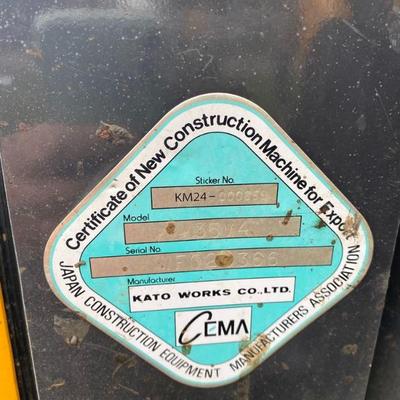 Certificate of New Construction Machine for Export
Sticker No.
KM24-
Model
Serial No.
Manufacturer
KATO WORKS CO.,LTD.
CEMA
JAPAN CONSTRUCTION EQUIPMENT MANUFACTURERS ASSOCIATION